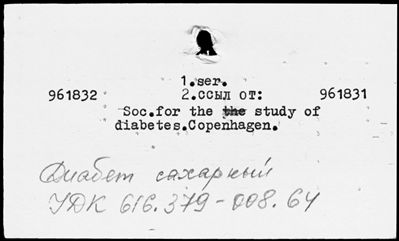 1.ser.
961832 2.ссыл от: 961831
Soc.for the the study of
diabetes.Copenhagen.
Диабет сахарный
УДК 616.379-008.64